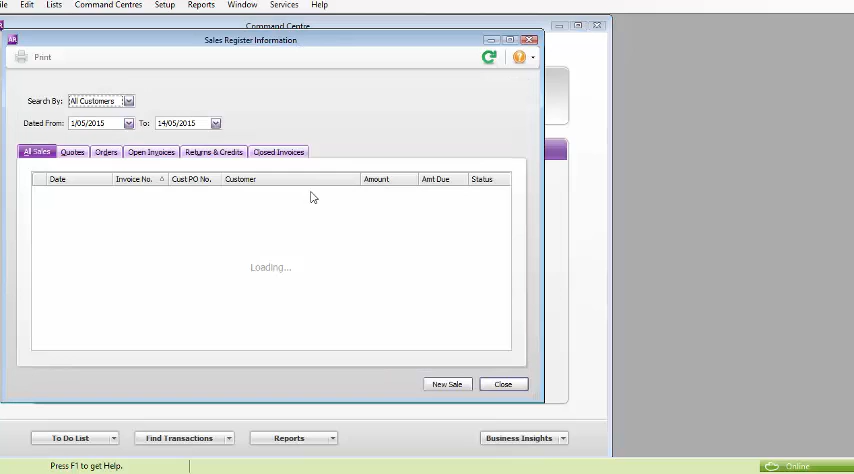 Edit Lists Command Centres Setup Reports Window Services Help
Command Centre
AR Sales Register Information
Print
Search By: All Customers
Dated From: 1/05/2015 To: 14/05/2015
All Sales Quotes Orders Open Invoices Returns & Credits Closed Invoices
Date Invoice No. Cust PO No. Customer Amount Amt Due Status
Loading...
New Sale Close
To Do List Find Transactions Reports Business Insights
Press F1 to get Help. Online